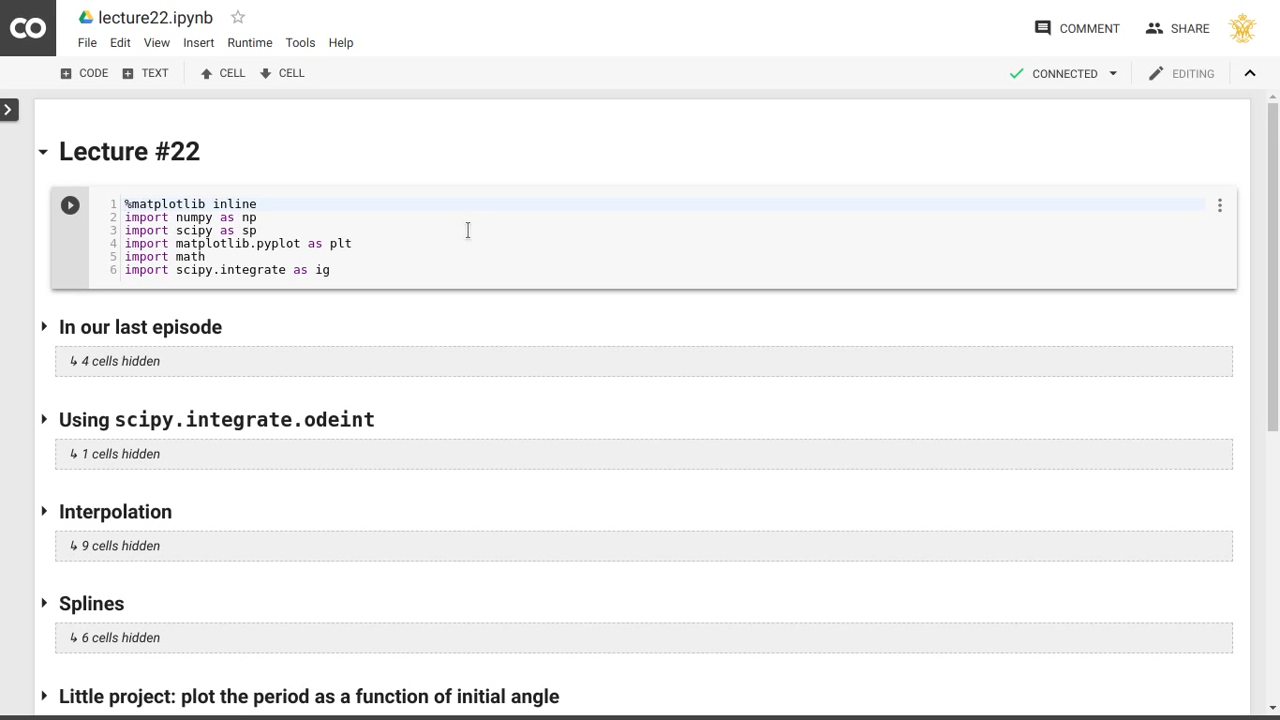 CO
lecture22.ipynb
File Edit View Insert Runtime Tools Help
COMMENT SHARE
CODE TEXT CELL CELL
CONNECTED EDITING
Lecture #22
1 %matplotlib inline
2 import numpy as np
3 import scipy as sp
4 import matplotlib.pyplot as plt
5 import math
6 import scipy.integrate as ig
In our last episode
↳ 4 cells hidden
Using scipy.integrate.odeint
↳ 1 cells hidden
Interpolation
↳ 9 cells hidden
Splines
↳ 6 cells hidden
Little project: plot the period as a function of initial angle